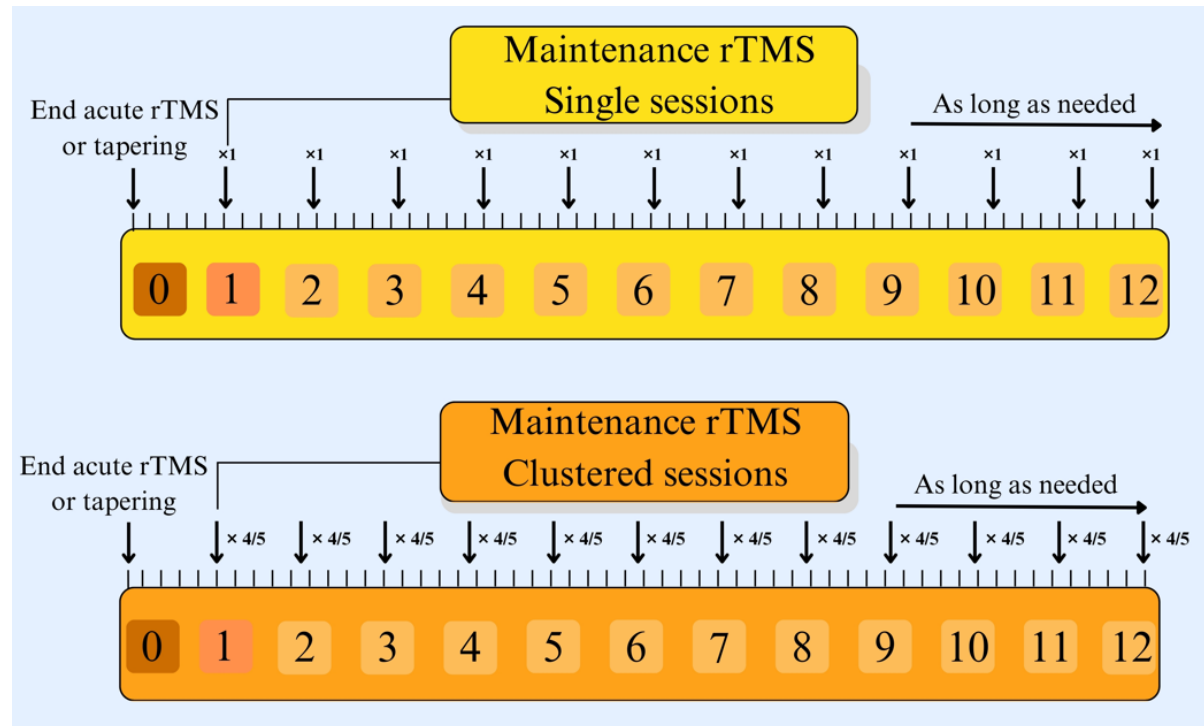 Maintenance rTMS
Single sessions
End acute rTMS
or tapering
As long as needed
×1 ×1 ×1 ×1 ×1 ×1 ×1 ×1 ×1 ×1 ×1 ×1
0 1 2 3 4 5 6 7 8 9 10 11 12
Maintenance rTMS
Clustered sessions
End acute rTMS
or tapering
As long as needed
× 4/5 × 4/5 × 4/5 × 4/5 × 4/5 × 4/5 × 4/5 × 4/5 × 4/5 × 4/5 × 4/5 × 4/5
0 1 2 3 4 5 6 7 8 9 10 11 12